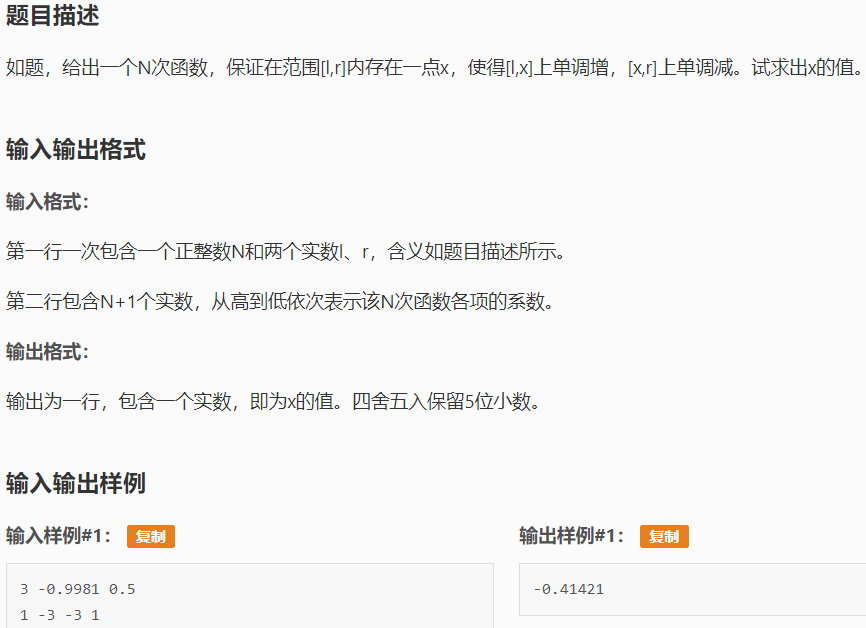 题目描述
如题，给出一个N次函数，保证在范围[l,r]内存在一点x，使得[l,x]上单调增，[x,r]上单调减。试求出x的值。
输入输出格式
输入格式：
第一行一次包含一个正整数N和两个实数l、r，含义如题目描述所示。
第二行包含N+1个实数，从高到低依次表示该N次函数各项的系数。
输出格式：
输出为一行，包含一个实数，即为x的值。四舍五入保留5位小数。
输入输出样例
输入样例#1： 复制
3 -0.9981 0.5
1 -3 -3 1
输出样例#1： 复制
-0.41421